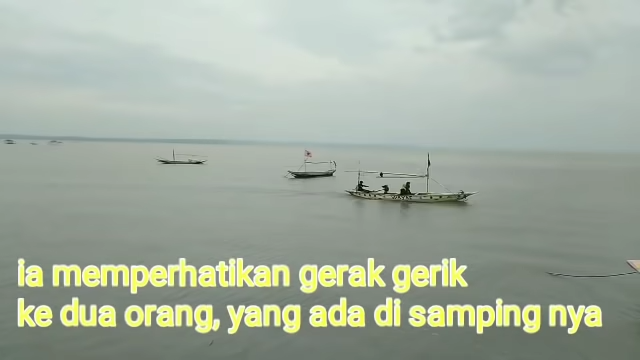 ia memperhatikan gerak gerik
ke dua orang, yang ada di samping nya